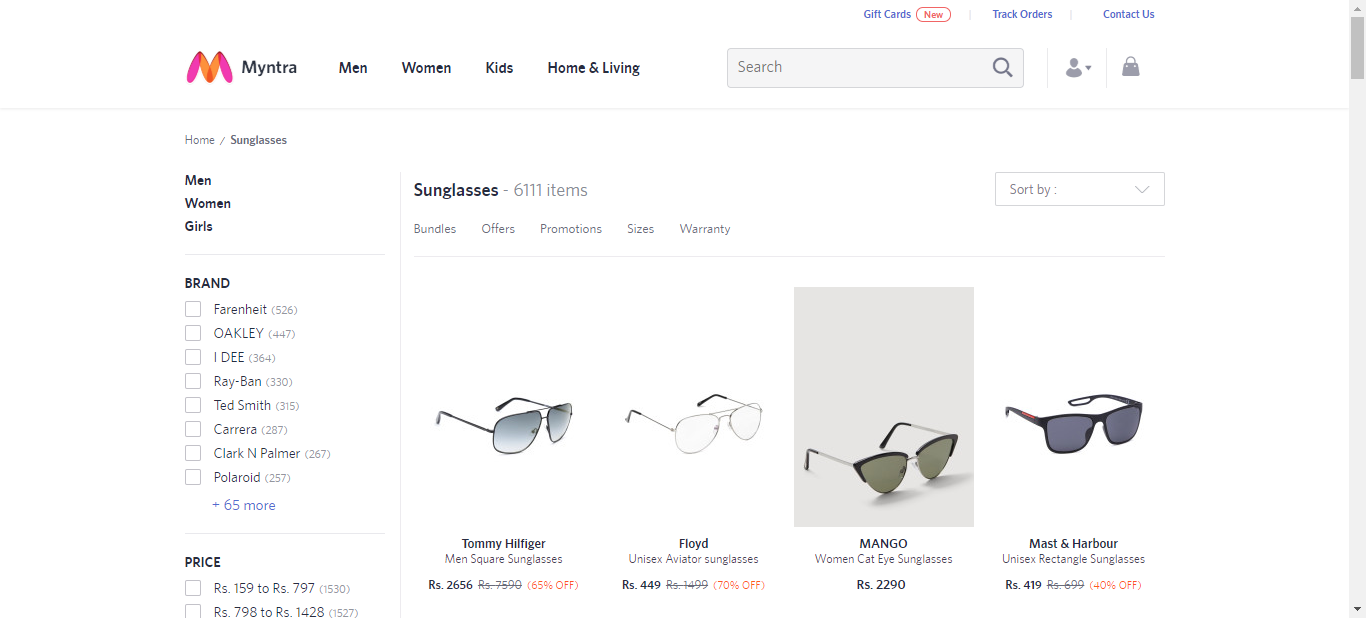 Gift Cards New Track Orders Contact Us
Myntra Men Women Kids Home & Living Search
Home / Sunglasses
Men
Women
Girls
BRAND
Farenheit (526)
OAKLEY (447)
I DEE (364)
Ray-Ban (330)
Ted Smith (315)
Carrera (287)
Clark N Palmer (267)
Polaroid (257)
+ 65 more
PRICE
Rs. 159 to Rs. 797 (1530)
Rs. 798 to Rs. 1428 (1527)
Sunglasses - 6111 items
Sort by :
Bundles Offers Promotions Sizes Warranty
Tommy Hilfiger
Men Square Sunglasses
Rs. 2656 Rs. 7590 (65% OFF)
Floyd
Unisex Aviator sunglasses
Rs. 449 Rs. 1499 (70% OFF)
MANGO
Women Cat Eye Sunglasses
Rs. 2290
Mast & Harbour
Unisex Rectangle Sunglasses
Rs. 419 Rs. 699 (40% OFF)